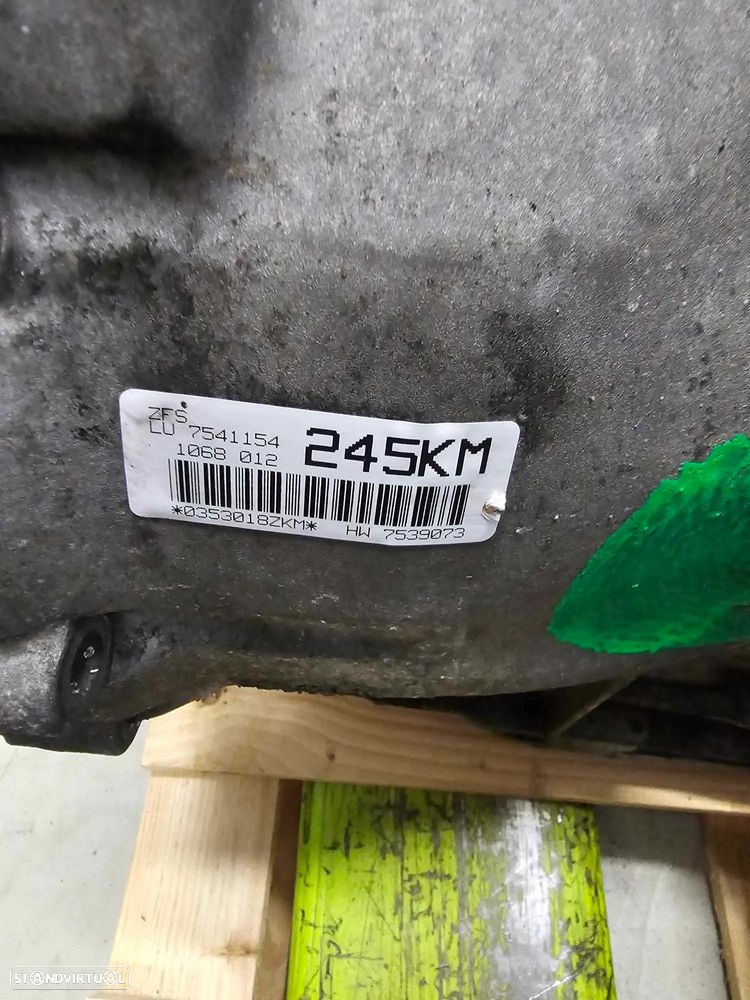 ZFS
LU 7541154
1068 012
245KM
*0353018ZKM* HW 7539073
STANDVIRTUAL